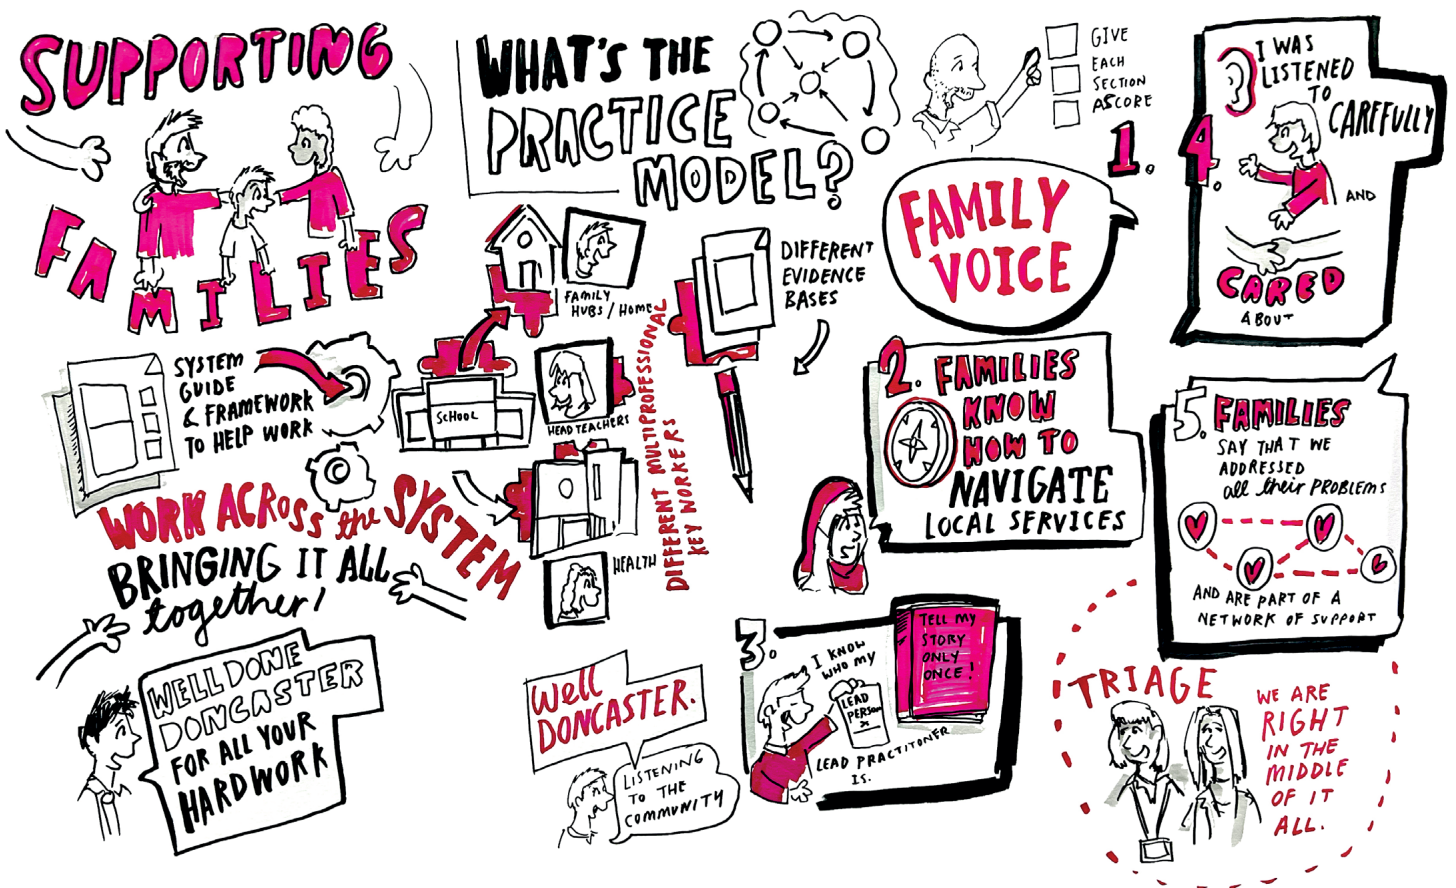 SUPPORTING
FAMILIES
WHAT'S THE
PRACTICE
MODEL?
GIVE
EACH
SECTION
A SCORE
1.
FAMILY
VOICE
4.
I WAS
LISTENED
TO
CAREFULLY
AND
CARED
ABOUT
SYSTEM
GUIDE
& FRAMEWORK
TO HELP WORK
WORK ACROSS the SYSTEM
BRINGING IT ALL
together!
SCHOOL
FAMILY
HUBS / HOME
HEAD TEACHERS
HEALTH
DIFFERENT MULTIPROFESSIONAL
KEY WORKERS
DIFFERENT
EVIDENCE
BASES
2. FAMILIES
KNOW
HOW TO
NAVIGATE
LOCAL SERVICES
5. FAMILIES
SAY THAT WE
ADDRESSED
all their PROBLEMS
AND ARE PART OF A
NETWORK OF SUPPORT
WELL DONE
DONCASTER
FOR ALL YOUR
HARDWORK
Well
DONCASTER.
LISTENING
TO THE
COMMUNITY
3.
I KNOW
WHO MY
LEAD
PERSON
IS
LEAD PRACTITONER
IS.
TELL MY
STORY
ONLY
ONCE!
TRIAGE
WE ARE
RIGHT
IN THE
MIDDLE
OF IT
ALL.